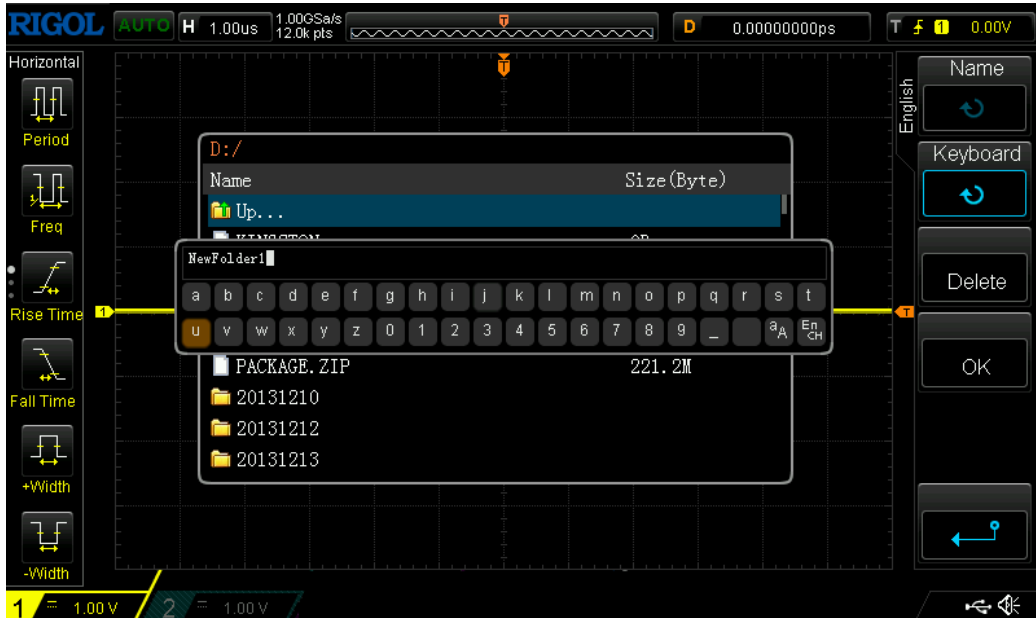 RIGOL AUTO H 1.00us 1.00GSa/s 12.0k pts T D 0.00000000ps T 1 0.00V
Horizontal
Period
Freq
Rise Time
Fall Time
+Width
-Width
T
D:/
Name Size(Byte)
Up...
NewFolder1
a b c d e f g h i j k l m n o p q r s t
u v w x y z 0 1 2 3 4 5 6 7 8 9 _ aA En CH
PACKAGE.ZIP 221.2M
20131210
20131212
20131213
1
T
English
Name
Keyboard
Delete
OK
1 1.00 V 2 1.00 V